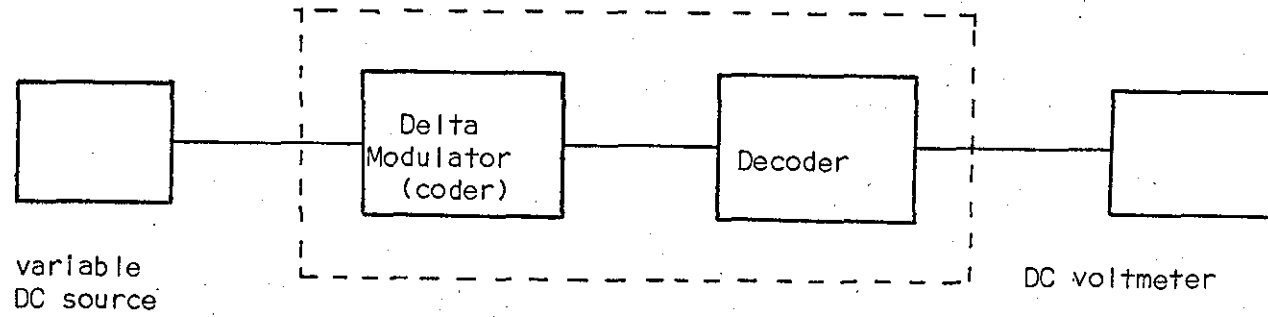 Delta
Modulator
(coder)
Decoder
variable
DC source
DC voltmeter